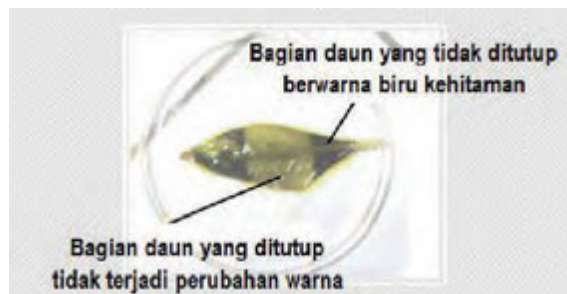 Bagian daun yang tidak ditutup
berwarna biru kehitaman
Bagian daun yang ditutup
tidak terjadi perubahan warna